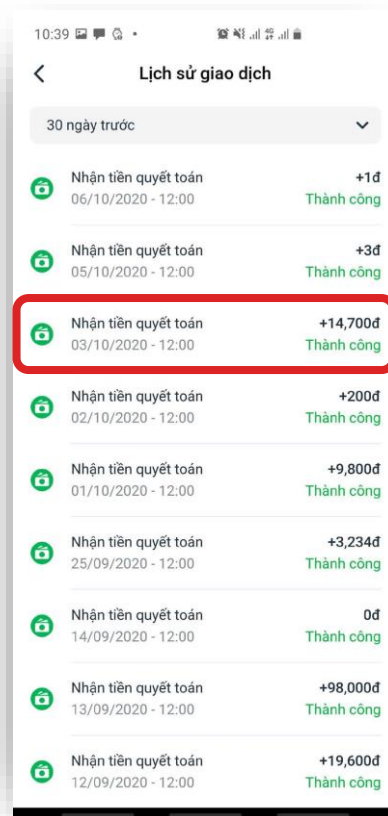 10:39
Lịch sử giao dịch
30 ngày trước
Nhận tiền quyết toán +1đ
06/10/2020 - 12:00 Thành công
Nhận tiền quyết toán +3đ
05/10/2020 - 12:00 Thành công
Nhận tiền quyết toán +14,700đ
03/10/2020 - 12:00 Thành công
Nhận tiền quyết toán +200đ
02/10/2020 - 12:00 Thành công
Nhận tiền quyết toán +9,800đ
01/10/2020 - 12:00 Thành công
Nhận tiền quyết toán +3,234đ
25/09/2020 - 12:00 Thành công
Nhận tiền quyết toán 0đ
14/09/2020 - 12:00 Thành công
Nhận tiền quyết toán +98,000đ
13/09/2020 - 12:00 Thành công
Nhận tiền quyết toán +19,600đ
12/09/2020 - 12:00 Thành công